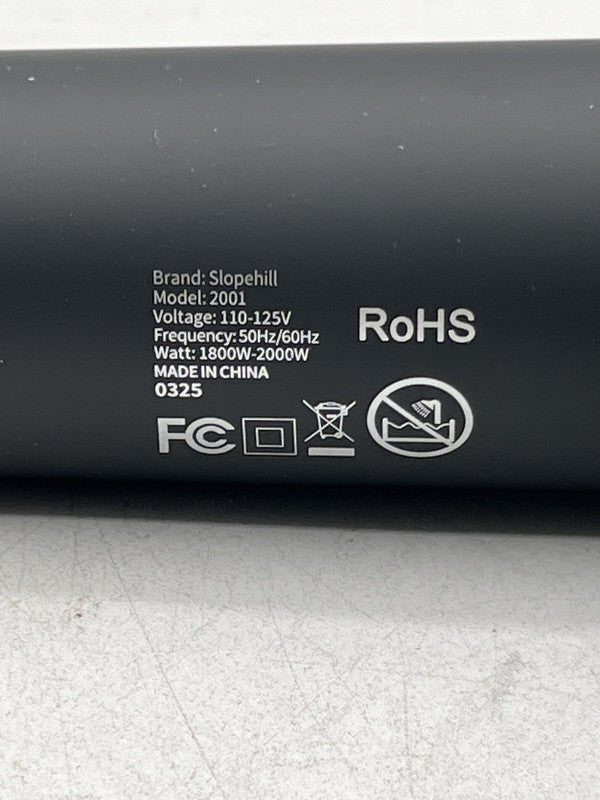 Brand: Slopehill
Model: 2001
Voltage: 110-125V
Frequency: 50Hz/60Hz
Watt: 1800W-2000W
MADE IN CHINA
0325
RoHS
FC